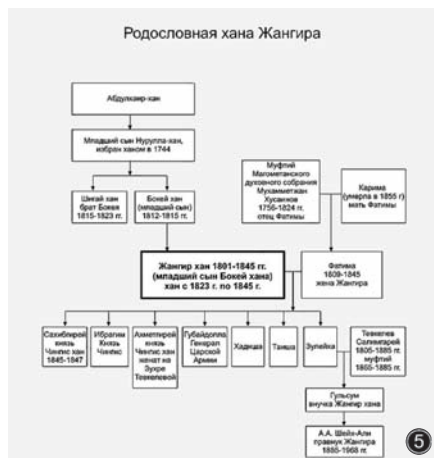 Родословная хана Жангира
Абдулкаир-хан
Младший сын Нуралла-хан,
избран ханом в 1744
Шигай хан
брат Бокея
1815-1823 гг.
Бокей хан
(младший сын)
1812-1815 гг.
Муфтий
Магометанского
духовного собрания
Мухамметжан
Хусаинов
1756-1824 гг.
отец Фатимы
Карима
(умерла в 1855 г)
мать Фатимы
Жангир хан 1801-1845 гг.
(младший сын Бокей хана)
хан с 1823 г. по 1845 г.
Фатима
1809-1845
жена Жангира
Сахибгирей
князь
Чингис хан
1845-1847
Ибрагим
Князь
Чингис
Ахметгирей
князь
Чингис хан
женат на
Зухре
Тевкелевой
Губайдолла
Генерал
Царской
Армии
Хадиша
Таиша
Зулейка
Тевкелев
Салимгарей
1805-1885 гг.
муфтий
1865-1885 гг.
Гульсум
внучка Жангир хана
А.А. Шейх-Али
правнук Жангира
1885-1968 гг.
5